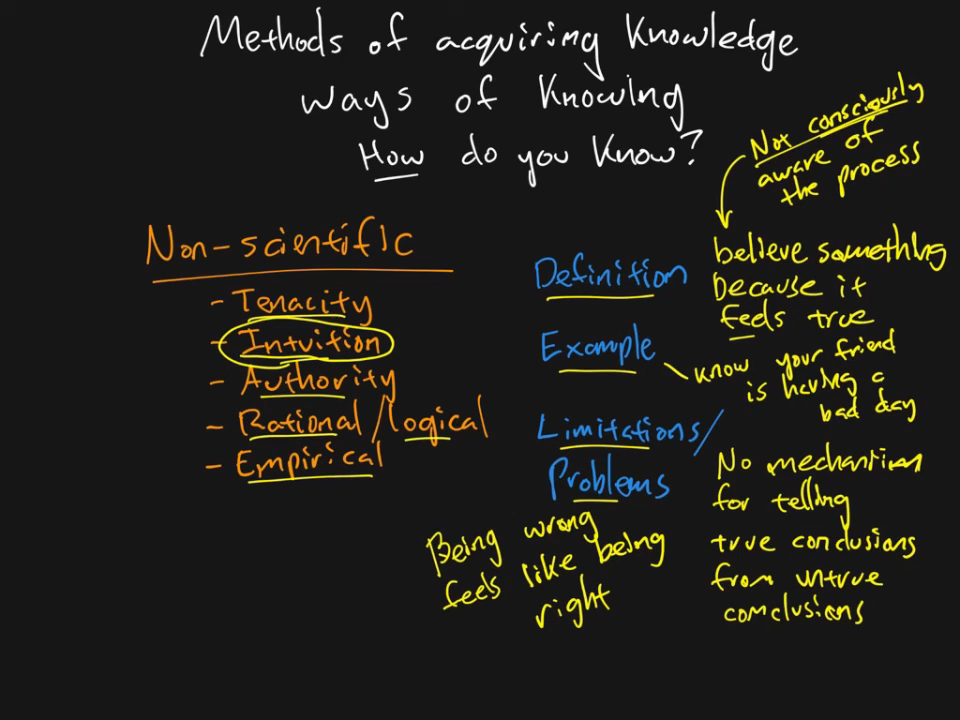 Methods of acquiring Knowledge
ways of Knowing
How do you Know?
Non-scientific
- Tenacity
- Intuition
- Authority
- Rational/logical
- Empirical
Definition
Not consciously
aware of
the process
believe something
because it
feels true
Example
know your friend
is having a
bad day
Limitations/
Problems
No mechanism
for telling
true conclusions
from untrue
conclusions
Being wrong
feels like being
right